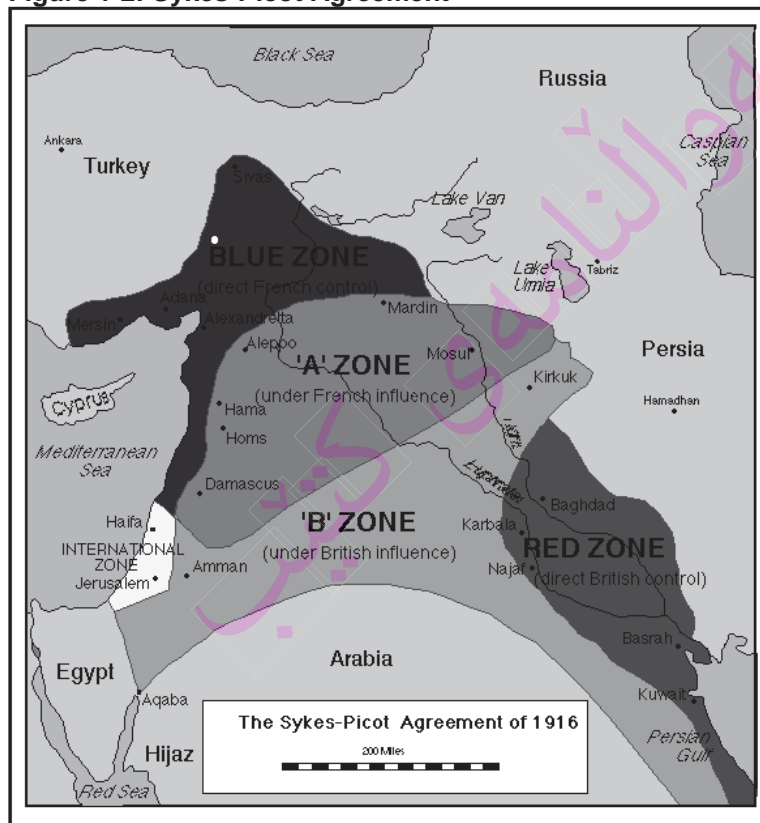 Figure 1-2: Sykes-Picot Agreement
Black Sea
Russia
Caspian
Sea
Ankara
Turkey
Sivas
Lake Van
BLUE ZONE
(direct French control)
Lake
Urmia
Tabriz
Adana
Mersin
Alexandretta
Mardin
Aleppo
Mosul
'A' ZONE
(under French influence)
Persia
Kirkuk
Cyprus
Hama
Homs
Hamadhan
Mediterranean
Sea
Tigris
Euphrates
Damascus
Baghdad
Haifa
'B' ZONE
(under British influence)
Karbala
RED ZONE
(direct British control)
INTERNATIONAL
ZONE
Jerusalem
Amman
Najaf
Basrah
Arabia
Egypt
Aqaba
Kuwait
The Sykes-Picot Agreement of 1916
200 Miles
Persian
Gulf
Hijaz
Red Sea